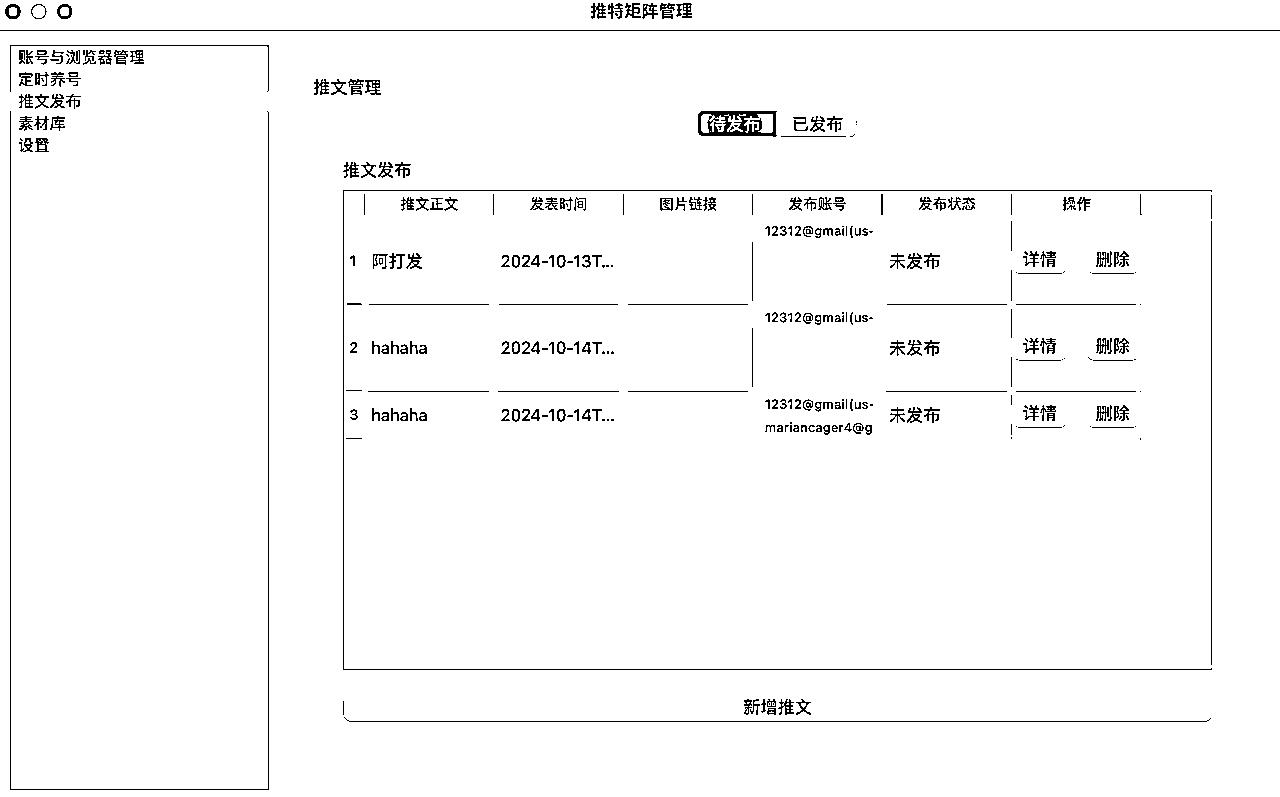 推特矩阵管理
账号与浏览器管理
定时养号
推文发布
素材库
设置
推文管理
待发布 已发布
推文发布
推文正文 发表时间 图片链接 发布账号 发布状态 操作
12312@gmail(us-
1 阿打发 2024-10-13T... 未发布 详情 删除
12312@gmail(us-
2 hahaha 2024-10-14T... 未发布 详情 删除
12312@gmail(us-
3 hahaha 2024-10-14T... 未发布 详情 删除
mariancager4@g
新增推文